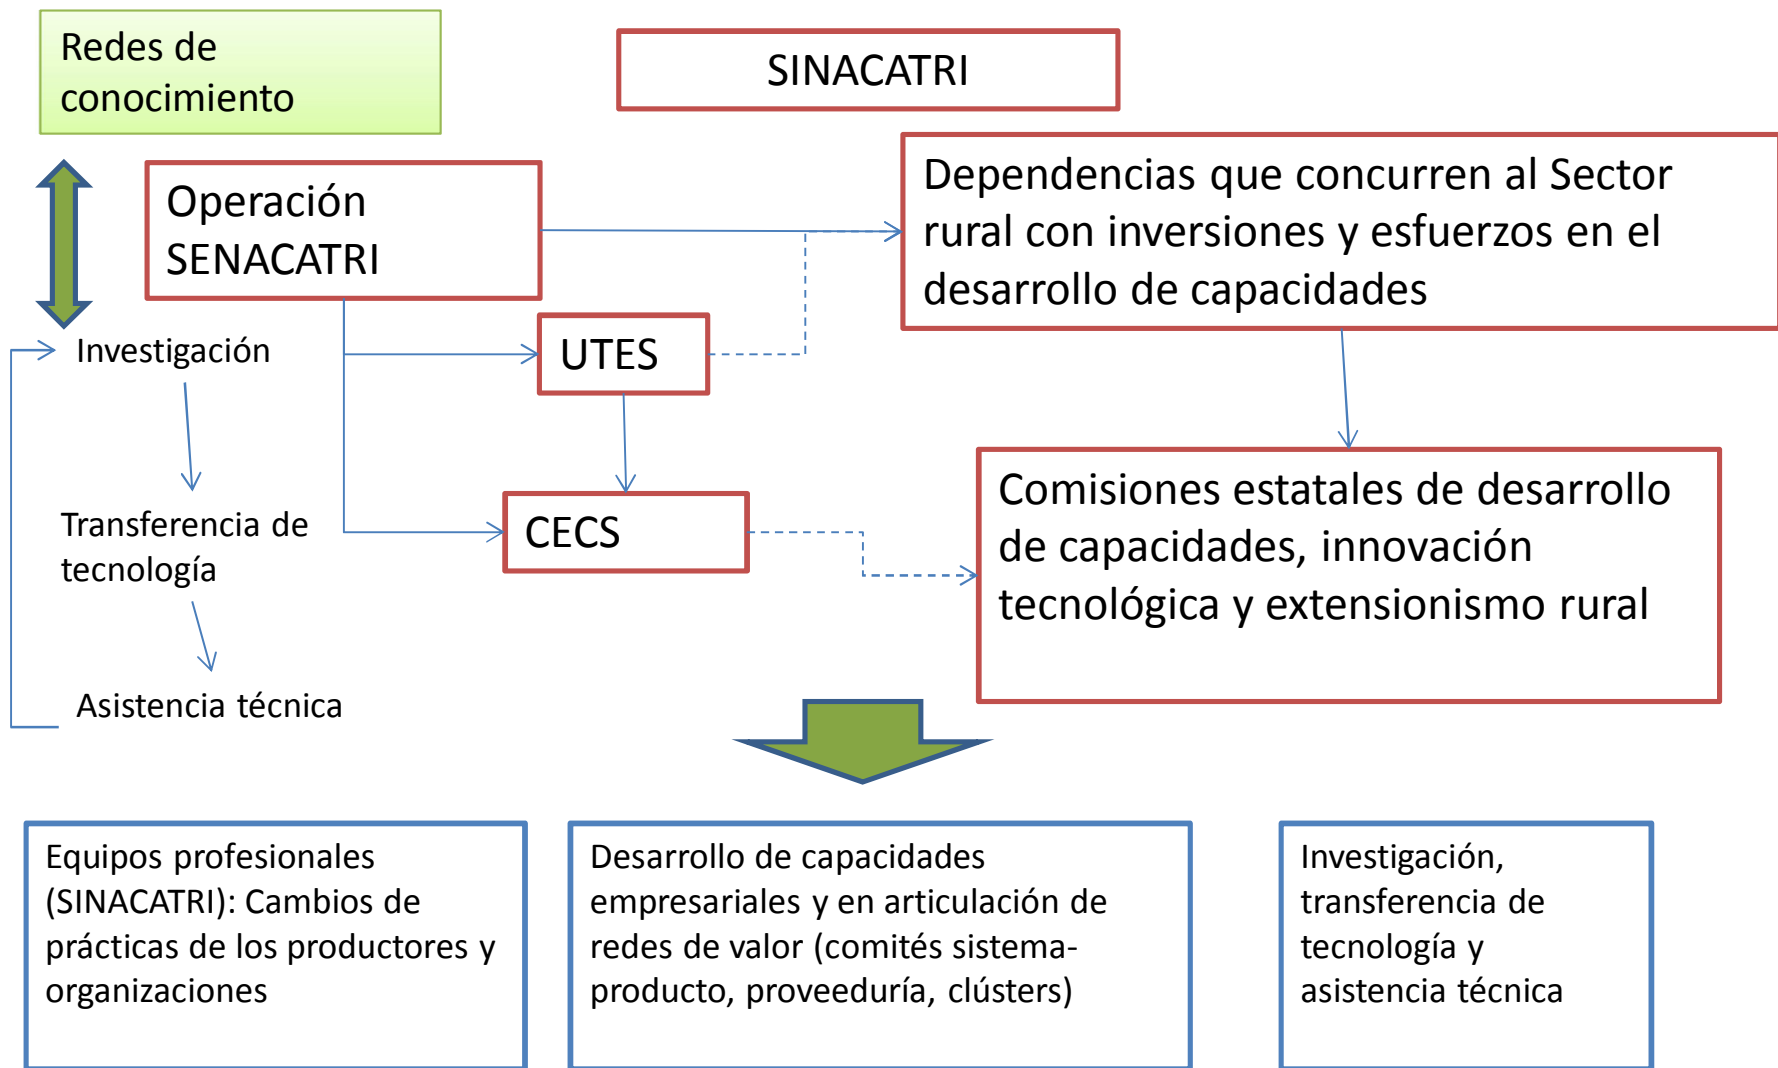 Redes de
conocimiento
SINACATRI
Operación
SENACATRI
Dependencias que concurren al Sector
rural con inversiones y esfuerzos en el
desarrollo de capacidades
Investigación
UTES
Transferencia de
tecnología
CECS
Comisiones estatales de desarrollo
de capacidades, innovación
tecnológica y extensionismo rural
Asistencia técnica
Equipos profesionales
(SINACATRI): Cambios de
prácticas de los productores y
organizaciones
Desarrollo de capacidades
empresariales y en articulación de
redes de valor (comités sistema-
producto, proveeduría, clústers)
Investigación,
transferencia de
tecnología y
asistencia técnica